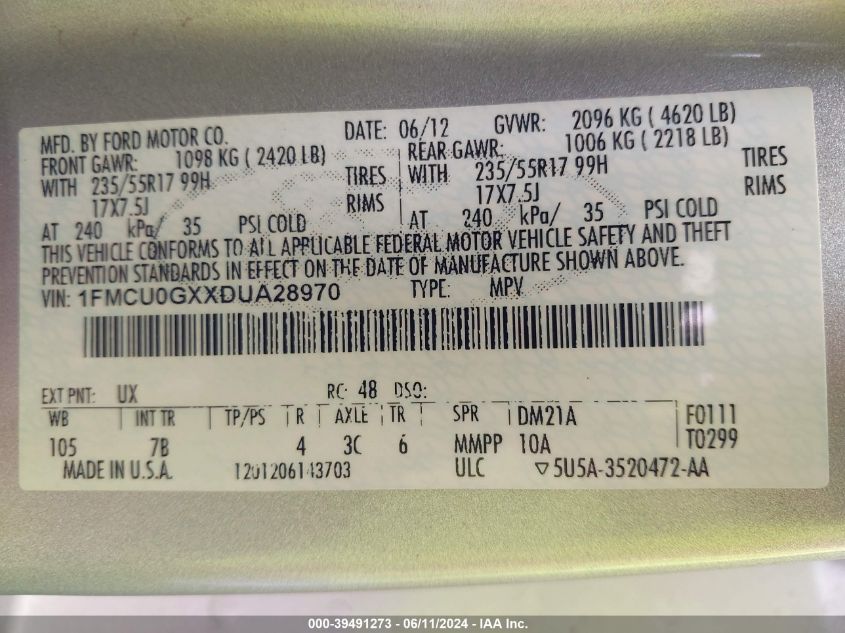 MFD. BY FORD MOTOR CO. DATE: 06/12 GVWR: 2096 KG ( 4620 LB)
FRONT GAWR: 1098 KG ( 2420 LB) REAR GAWR: 1006 KG ( 2218 LB)
WITH 235/55R17 99H TIRES WITH 235/55R17 99H TIRES
17X7.5J RIMS 17X7.5J RIMS
AT 240 kPa/ 35 PSI COLD AT 240 kPa/ 35 PSI COLD
THIS VEHICLE CONFORMS TO ALL APPLICABLE FEDERAL MOTOR VEHICLE SAFETY AND THEFT
PREVENTION STANDARDS IN EFFECT ON THE DATE OF MANUFACTURE SHOWN ABOVE.
VIN: 1FMCU0GXXDUA28970 TYPE: MPV
EXT PNT: UX RC: 48 DSO:
WB INT TR TP/PS R AXLE TR SPR DM21A F0111
105 7B 4 3C 6 MMPP 10A T0299
MADE IN U.S.A. 1201206143703 ULC ▽5U5A-3520472-AA
000-39491273 - 06/11/2024 - IAA Inc.